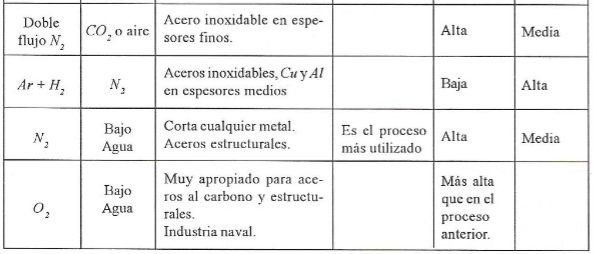 Doble
flujo N₂
CO₂ o aire
Acero inoxidable en espe-
sores finos.
Alta
Media
Ar + H₂
N₂
Aceros inoxidables, Cu y Al
en espesores medios
Baja
Alta
N₂
Bajo
Agua
Corta cualquier metal.
Aceros estructurales.
Es el proceso
más utilizado
Alta
Media
O₂
Bajo
Agua
Muy apropiado para ace-
ros al carbono y estructu-
rales.
Industria naval.
Más alta
que en el
proceso
anterior.